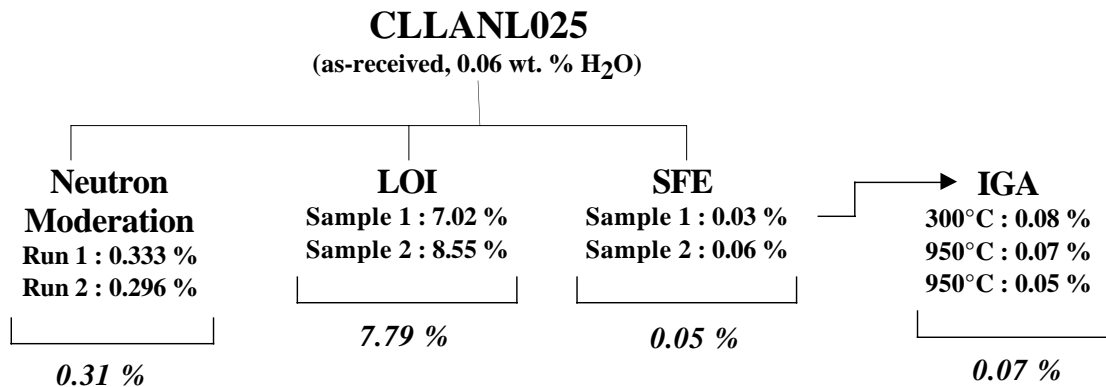 CLLANL025
(as-received, 0.06 wt. % H2O)
Neutron
Moderation
Run 1 : 0.333 %
Run 2 : 0.296 %
0.31 %
LOI
Sample 1 : 7.02 %
Sample 2 : 8.55 %
7.79 %
SFE
Sample 1 : 0.03 %
Sample 2 : 0.06 %
0.05 %
IGA
300°C : 0.08 %
950°C : 0.07 %
950°C : 0.05 %
0.07 %